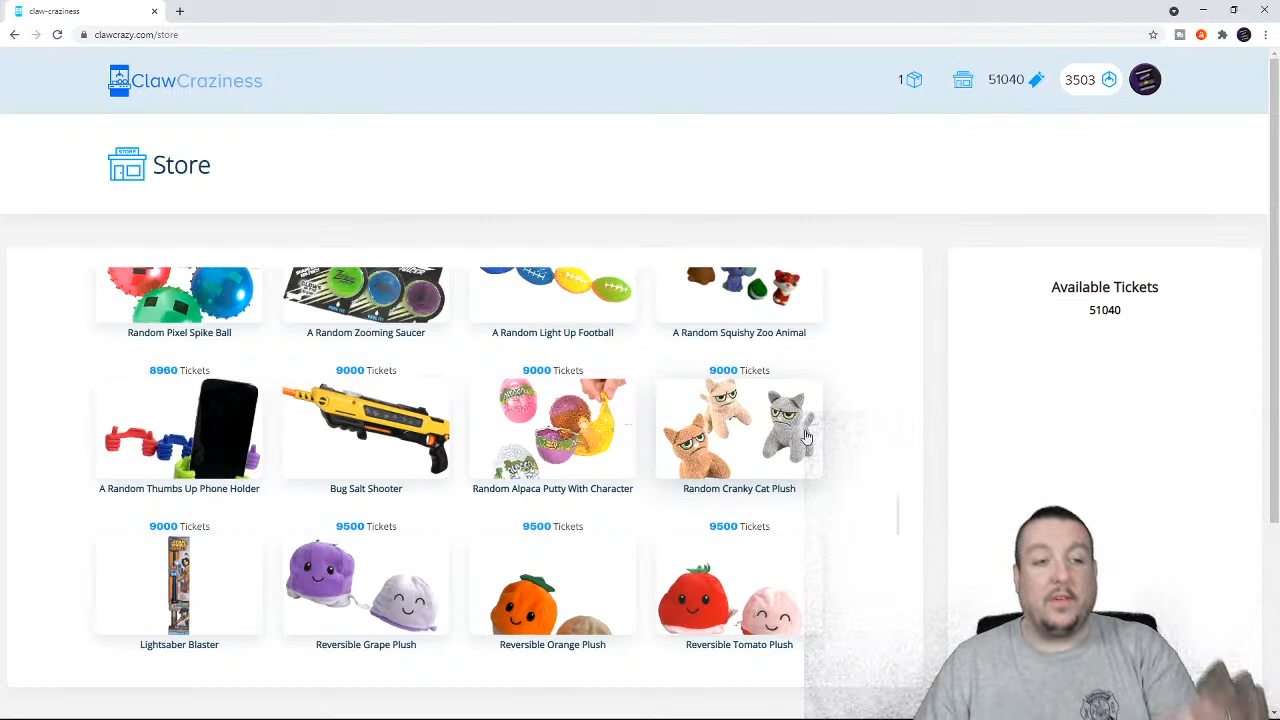 claw-craziness
clawcrazy.com/store
ClawCraziness
1
51040
3503
STORE
Store
Available Tickets
51040
Random Pixel Spike Ball
A Random Zooming Saucer
A Random Light Up Football
A Random Squishy Zoo Animal
8960 Tickets
9000 Tickets
9000 Tickets
9000 Tickets
A Random Thumbs Up Phone Holder
Bug Salt Shooter
Random Alpaca Putty With Character
Random Cranky Cat Plush
9000 Tickets
9500 Tickets
9500 Tickets
9500 Tickets
Lightsaber Blaster
Reversible Grape Plush
Reversible Orange Plush
Reversible Tomato Plush